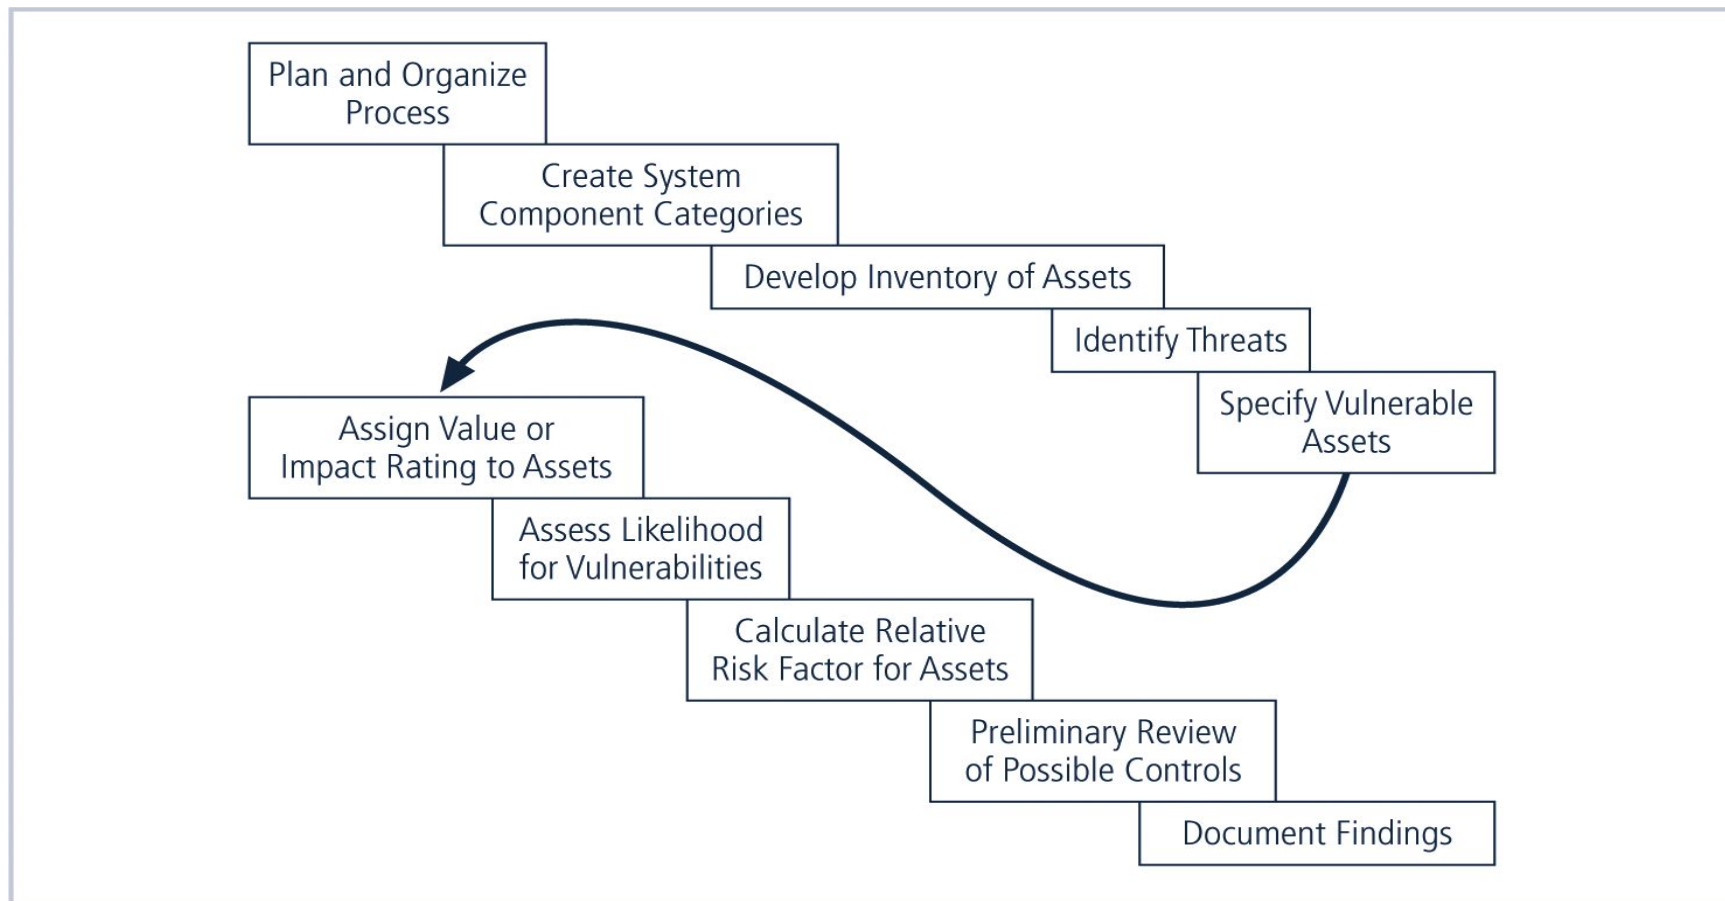 Plan and Organize
Process
Create System
Component Categories
Develop Inventory of Assets
Identify Threats
Specify Vulnerable
Assets
Assign Value or
Impact Rating to Assets
Assess Likelihood
for Vulnerabilities
Calculate Relative
Risk Factor for Assets
Preliminary Review
of Possible Controls
Document Findings